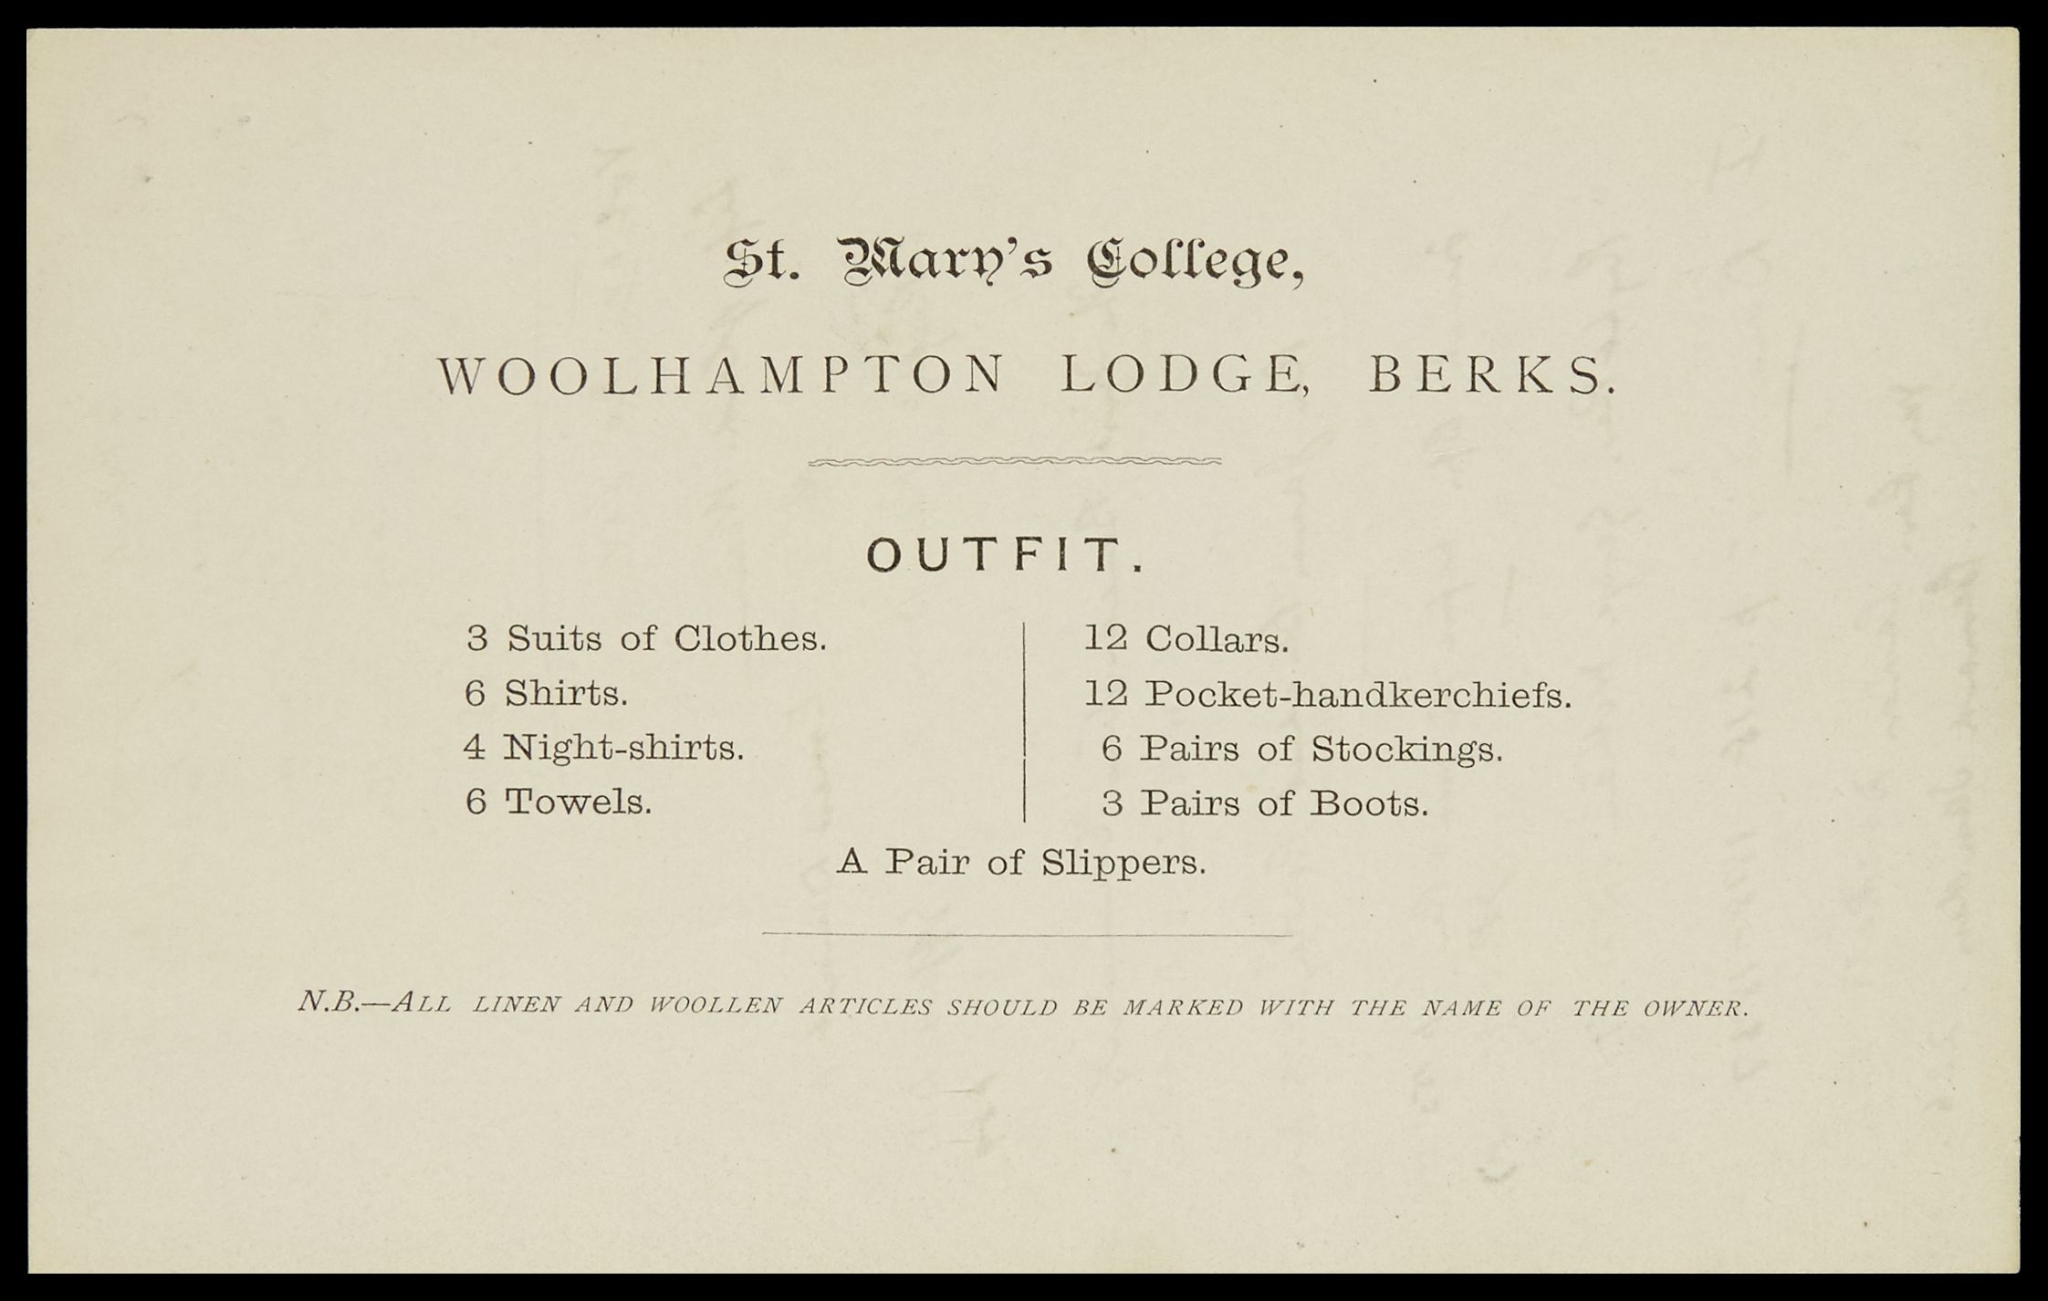 St. Mary's College,
WOOLHAMPTON LODGE, BERKS.
OUTFIT.
3 Suits of Clothes.
6 Shirts.
4 Night-shirts.
6 Towels.
12 Collars.
12 Pocket-handkerchiefs.
6 Pairs of Stockings.
3 Pairs of Boots.
A Pair of Slippers.
N.B.—ALL LINEN AND WOOLLEN ARTICLES SHOULD BE MARKED WITH THE NAME OF THE OWNER.